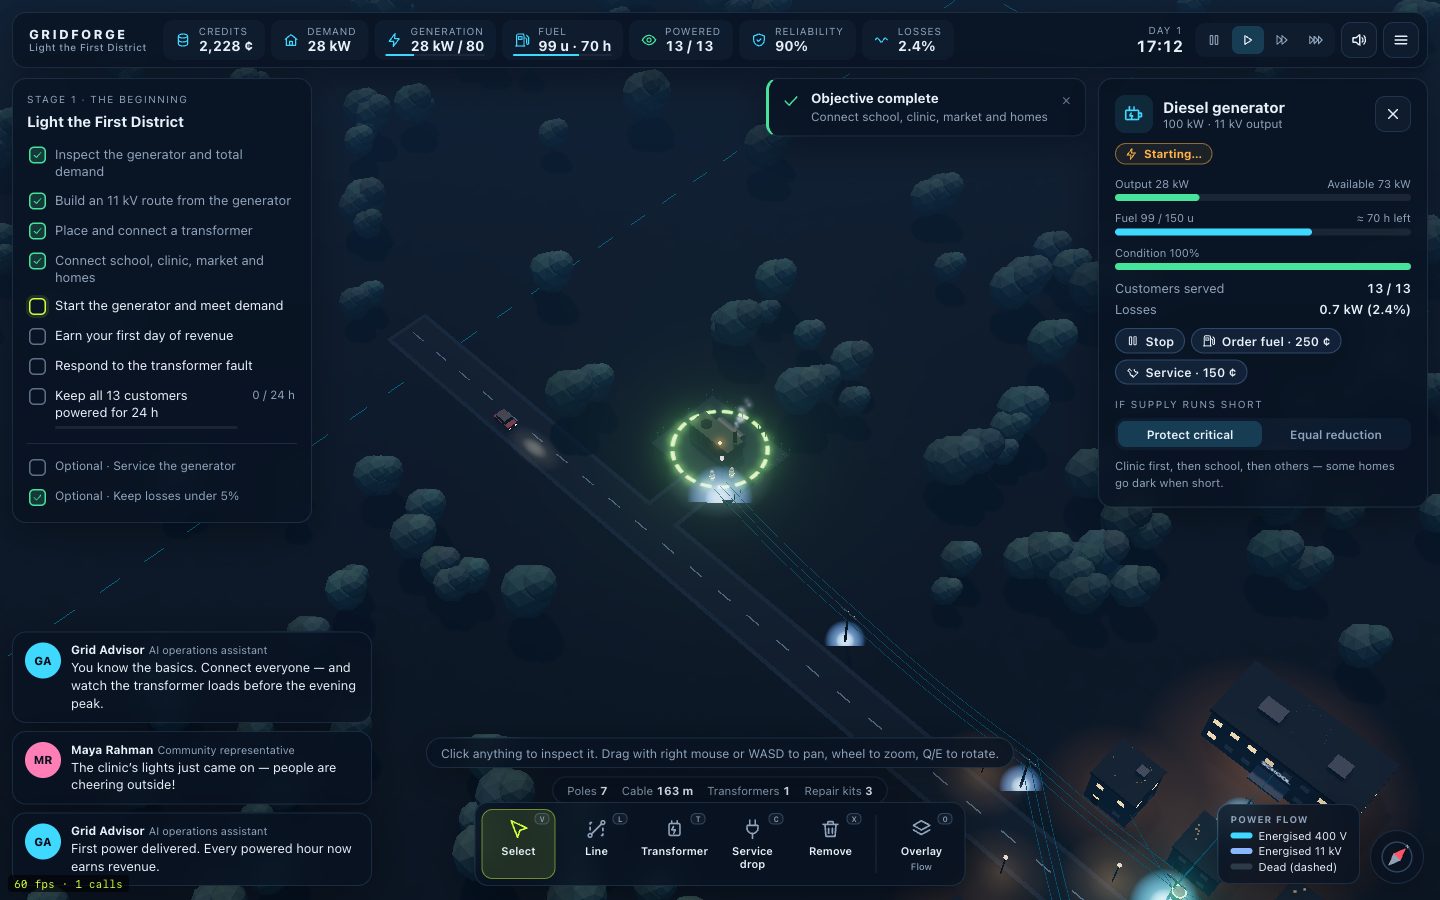 GRIDFORGE
Light the First District
CREDITS
2,228 ¢
DEMAND
28 kW
GENERATION
28 kW / 80
FUEL
99 u · 70 h
POWERED
13 / 13
RELIABILITY
90%
LOSSES
2.4%
DAY 1
17:12
STAGE 1 · THE BEGINNING
Light the First District
Inspect the generator and total
demand
Build an 11 kV route from the generator
Place and connect a transformer
Connect school, clinic, market and
homes
Start the generator and meet demand
Earn your first day of revenue
Respond to the transformer fault
Keep all 13 customers
powered for 24 h
0 / 24 h
Optional · Service the generator
Optional · Keep losses under 5%
Objective complete
Connect school, clinic, market and homes
Diesel generator
100 kW · 11 kV output
Starting...
Output 28 kW
Available 73 kW
Fuel 99 / 150 u
≈ 70 h left
Condition 100%
Customers served
13 / 13
Losses
0.7 kW (2.4%)
Stop
Order fuel · 250 ¢
Service · 150 ¢
IF SUPPLY RUNS SHORT
Protect critical
Equal reduction
Clinic first, then school, then others — some homes
go dark when short.
GA
Grid Advisor AI operations assistant
You know the basics. Connect everyone — and
watch the transformer loads before the evening
peak.
MR
Maya Rahman Community representative
The clinic's lights just came on — people are
cheering outside!
GA
Grid Advisor AI operations assistant
First power delivered. Every powered hour now
earns revenue.
60 fps · 1 calls
Click anything to inspect it. Drag with right mouse or WASD to pan, wheel to zoom, Q/E to rotate.
Poles 7 Cable 163 m Transformers 1 Repair kits 3
V
Select
L
Line
T
Transformer
C
Service
drop
X
Remove
O
Overlay
Flow
POWER FLOW
Energised 400 V
Energised 11 kV
Dead (dashed)